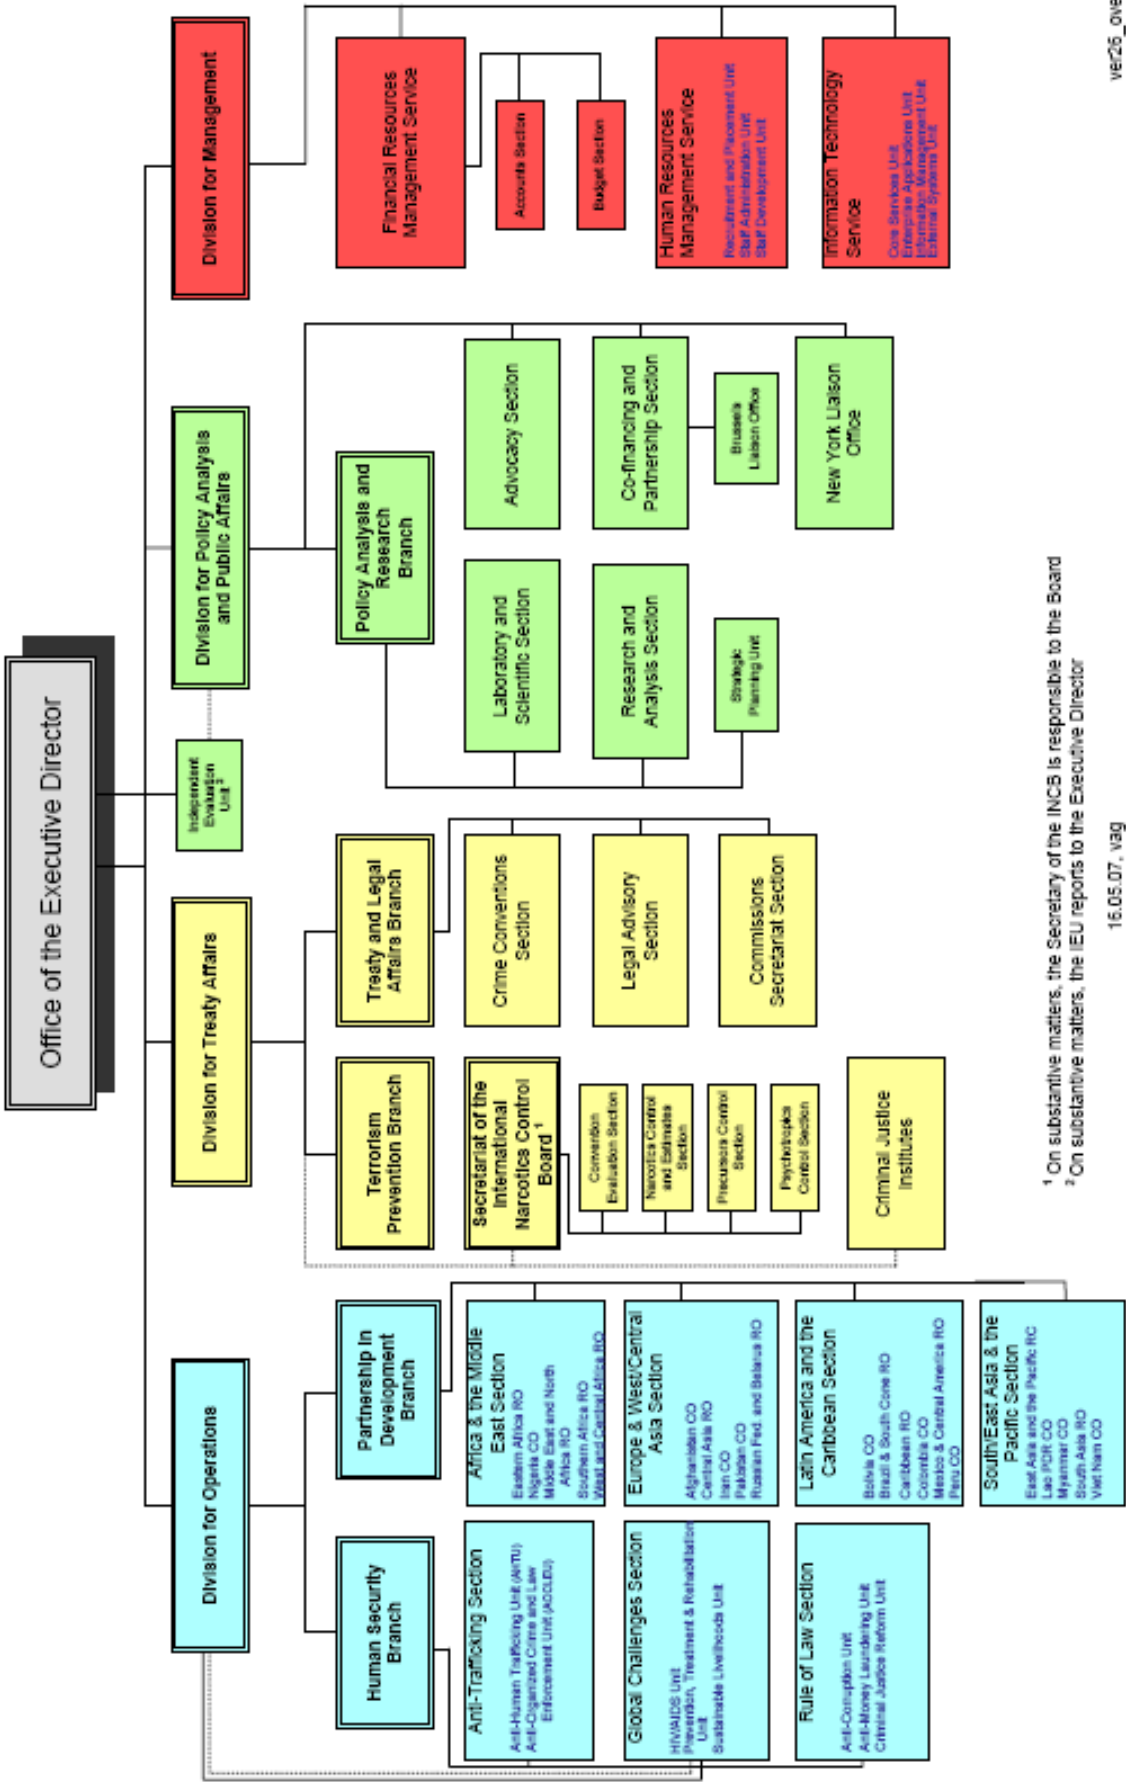 Office of the Executive Director
Independent
Evaluation
Unit ²
Division for Operations
Division for Treaty Affairs
Division for Policy Analysis
and Public Affairs
Division for Management
Human Security
Branch
Anti-Trafficking Section
Anti-Human Trafficking Unit (AHTU)
Anti-Organized Crime and Law
Enforcement Unit (AOCLEU)
Global Challenges Section
HIV/AIDS Unit
Prevention, Treatment & Rehabilitation
Unit
Sustainable Livelihoods Unit
Rule of Law Section
Anti-Corruption Unit
Anti-Money Laundering Unit
Criminal Justice Reform Unit
Partnership in
Development
Branch
Africa & the Middle
East Section
Eastern Africa RO
Nigeria CO
Middle East and North
Africa RO
Southern Africa RO
West and Central Africa RO
Europe & West/Central
Asia Section
Afghanistan CO
Central Asia RO
Iran CO
Pakistan CO
Russian Fed. and Belarus RO
Latin America and the
Caribbean Section
Bolivia CO
Brazil & South Cone RO
Caribbean RO
Colombia CO
Mexico & Central America RO
Peru CO
South/East Asia & the
Pacific Section
East Asia and the Pacific RC
Lao PDR CO
Myanmar CO
South Asia RO
Viet Nam CO
Terrorism
Prevention Branch
Secretariat of the
International
Narcotics Control
Board ¹
Convention
Evaluation Section
Narcotics Control
and Estimates
Section
Precursors Control
Section
Psychotropics
Control Section
Criminal Justice
Institutes
Treaty and Legal
Affairs Branch
Crime Conventions
Section
Legal Advisory
Section
Commissions
Secretariat Section
Policy Analysis and
Research
Branch
Laboratory and
Scientific Section
Research and
Analysis Section
Strategic
Planning Unit
Advocacy Section
Co-financing and
Partnership Section
Brussels
Liaison Office
New York Liaison
Office
Financial Resources
Management Service
Accounts Section
Budget Section
Human Resources
Management Service
Recruitment and Placement Unit
Staff Administration Unit
Staff Development Unit
Information Technology
Service
Core Services Unit
Enterprise Applications Unit
Information Management Unit
External Systems Unit
¹ On substantive matters, the Secretary of the INCB is responsible to the Board
² On substantive matters, the IEU reports to the Executive Director
16.05.07, vag
ver26_ove